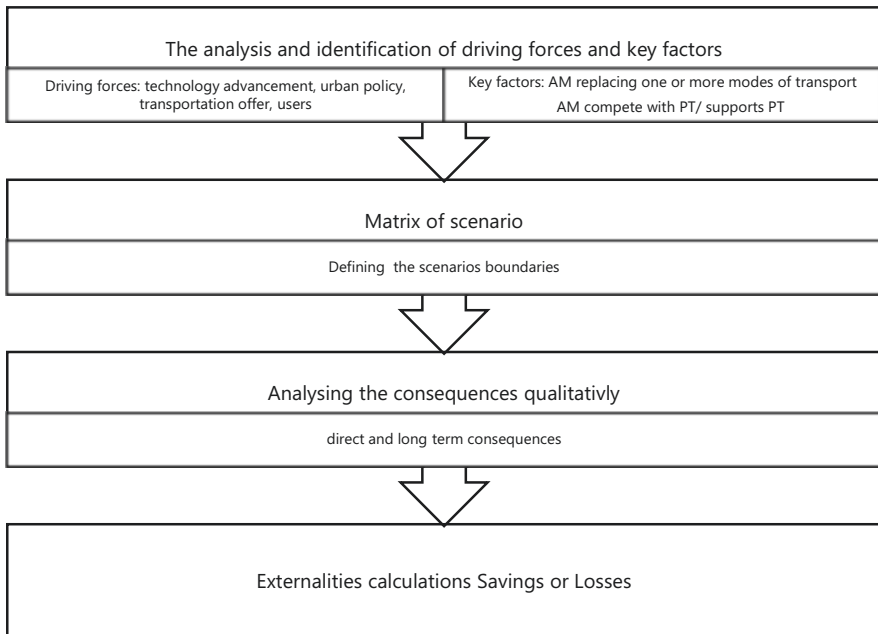 The analysis and identification of driving forces and key factors
Driving forces: technology advancement, urban policy,
transportation offer, users
Key factors: AM replacing one or more modes of transport
AM compete with PT/ supports PT
Matrix of scenario
Defining the scenarios boundaries
Analysing the consequences qualitativly
direct and long term consequences
Externalities calculations Savings or Losses